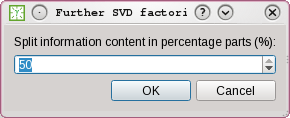 Further SVD factori
Split information content in percentage parts (%):
50
OK Cancel